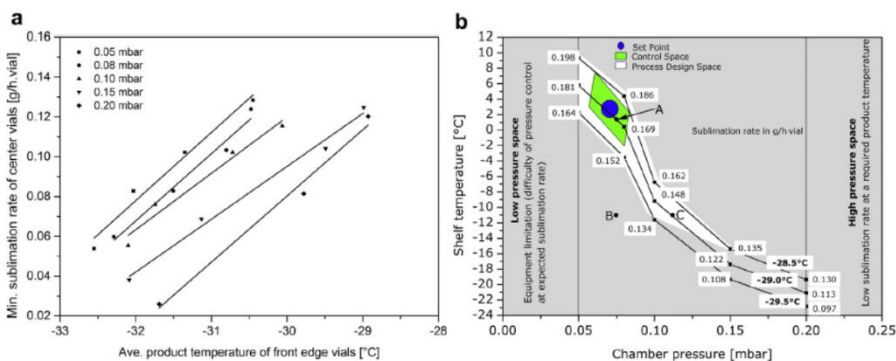 a
0.16
0.14
0.12
0.10
0.08
0.06
0.04
0.02
Min. sublimation rate of center vials [g/h.vial]
0.05 mbar
0.08 mbar
0.10 mbar
0.15 mbar
0.20 mbar
-33 -32 -31 -30 -29 -28
Ave. product temperature of front edge vials [°C]
b
12
10
8
6
4
2
0
-2
-4
-6
-8
-10
-12
-14
-16
-18
-20
-22
-24
Shelf temperature [°C]
Low pressure space
Equipment limitation (difficulty of pressure control
at expected sublimation rate)
Set Point
Control Space
Process Design Space
0.198
0.186
0.181
A
0.164
0.169
Sublimation rate in g/h·vial
0.152
0.162
0.148
B
C
0.134
0.135
0.122
-28.5°C
0.108
-29.0°C
0.130
-29.5°C
0.113
0.097
High pressure space
Low sublimation rate at a required product temperature
0.00 0.05 0.10 0.15 0.20 0.25
Chamber pressure [mbar]